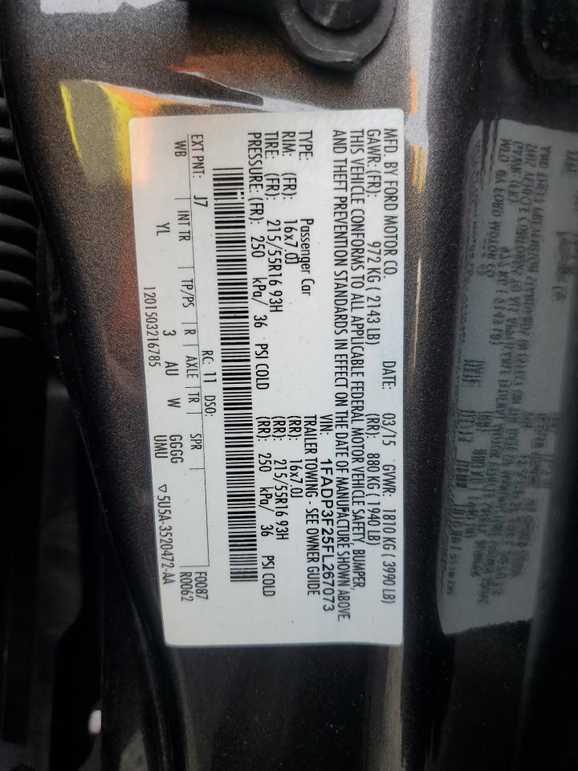 MFD. BY FORD MOTOR CO.
DATE: 03/15 GVWR: 1810 KG ( 3990 LB)
GAWR: (FR): 972 KG ( 2143 LB) (RR): 880 KG ( 1940 LB)
THIS VEHICLE CONFORMS TO ALL APPLICABLE FEDERAL MOTOR VEHICLE SAFETY, BUMPER,
AND THEFT PREVENTION STANDARDS IN EFFECT ON THE DATE OF MANUFACTURE SHOWN ABOVE.
VIN: 1FADP3F25FL267073
TYPE: Passenger Car TRAILER TOWING - SEE OWNER GUIDE
RIM: (FR): 16x7.0J (RR): 16x7.0J
TIRE: (FR): 215/55R16 93H (RR): 215/55R16 93H
PRESSURE: (FR): 250 kPa/ 36 PSI COLD (RR): 250 kPa/ 36 PSI COLD
EXT PNT: J7 RC: 11 DSO: F0087
WB INT TR TP/PS R AXLE TR SPR R0062
YL 3 AU W GGGG
1201503216785 UMU ▽5U5A-3520472-AA